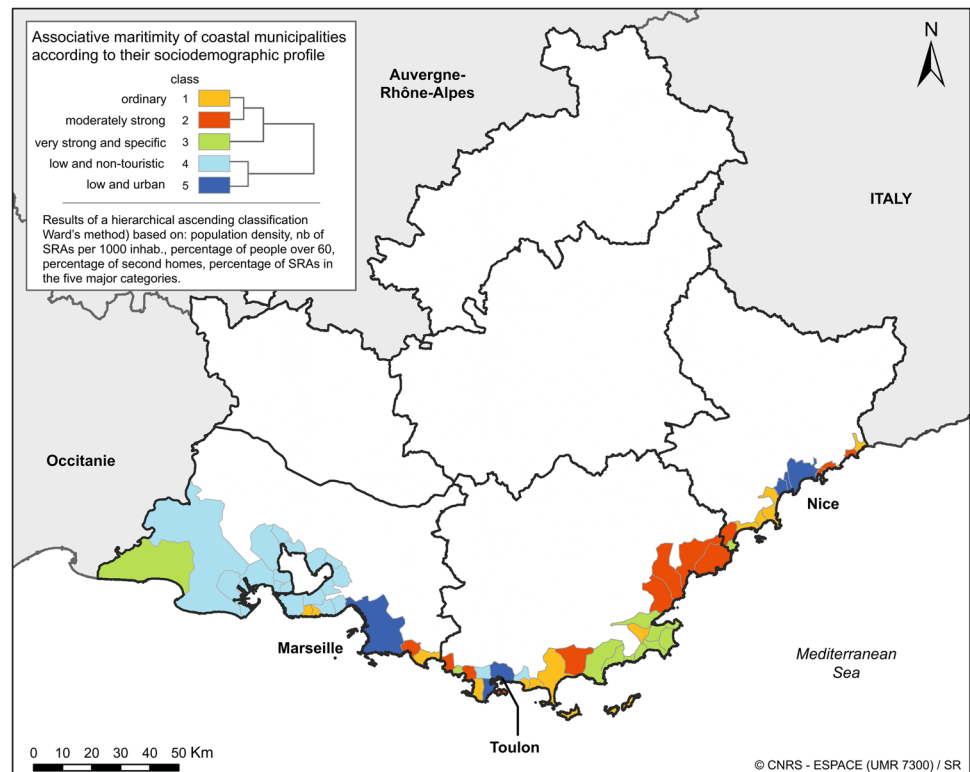 Associative maritimity of coastal municipalities
according to their sociodemographic profile
class
ordinary 1
moderately strong 2
very strong and specific 3
low and non-touristic 4
low and urban 5
Results of a hierarchical ascending classification
Ward's method) based on: population density, nb of
SRAs per 1000 inhab., percentage of people over 60,
percentage of second homes, percentage of SRAs in
the five major categories.
Auvergne-
Rhône-Alpes
N
ITALY
Occitanie
Nice
Marseille
Mediterranean
Sea
Toulon
0 10 20 30 40 50 Km
© CNRS - ESPACE (UMR 7300) / SR